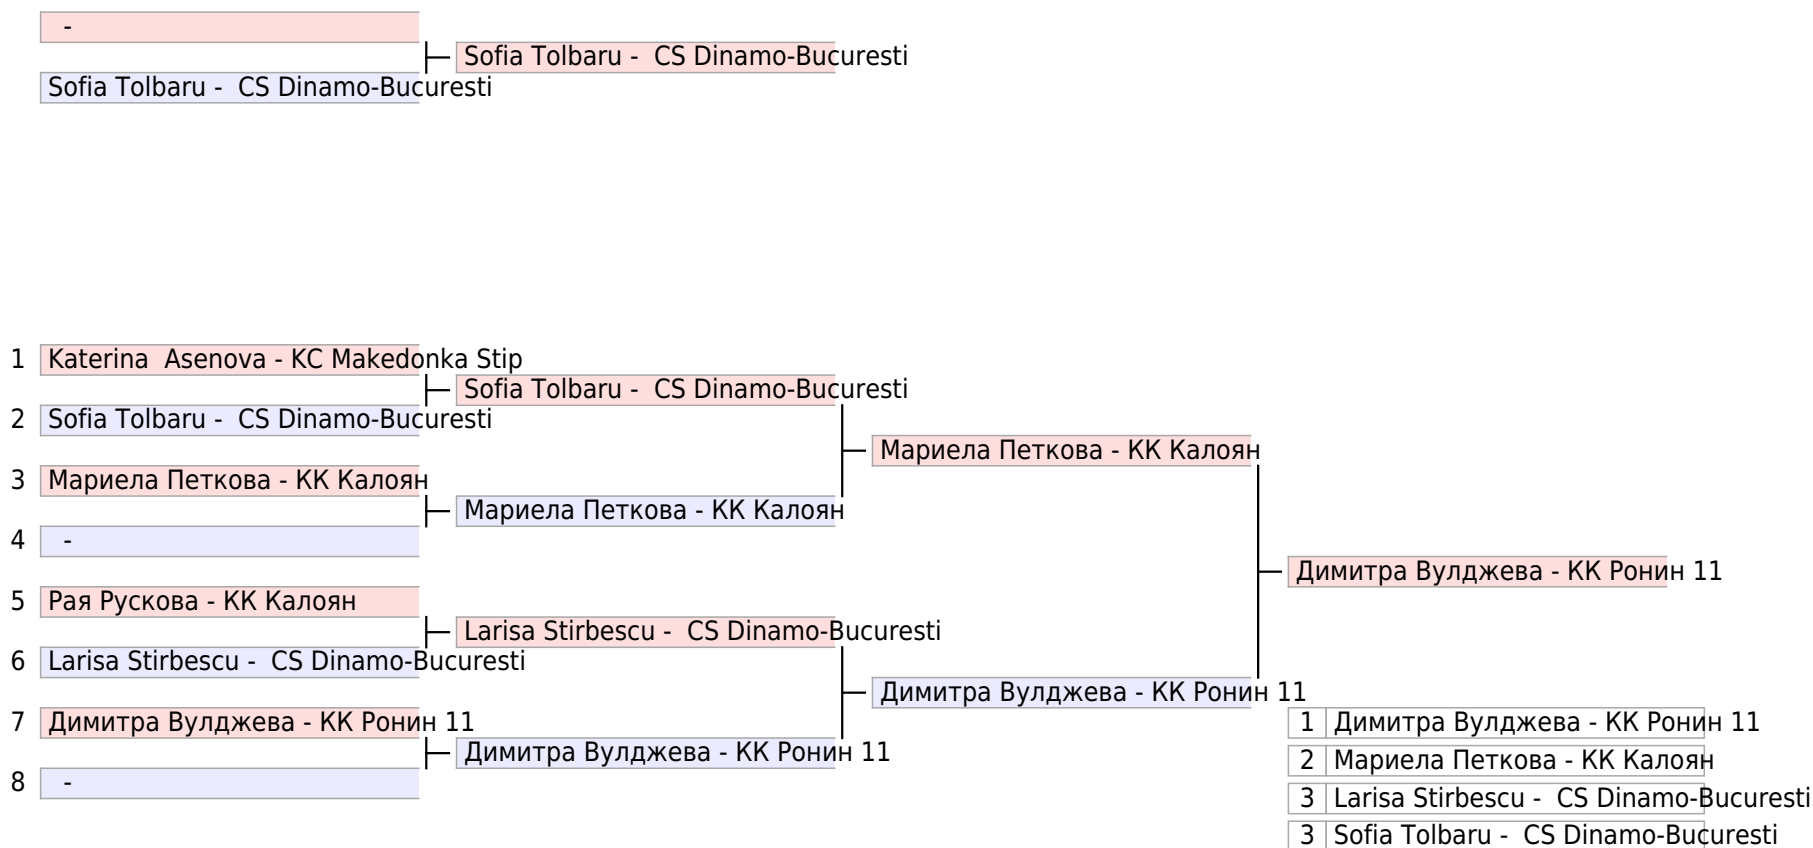 -
Sofia Tolbaru -  CS Dinamo-Bucuresti
Sofia Tolbaru -  CS Dinamo-Bucuresti
1 Katerina  Asenova - KC Makedonka Stip
Sofia Tolbaru -  CS Dinamo-Bucuresti
2 Sofia Tolbaru -  CS Dinamo-Bucuresti
Мариела Петкова - КК Калоян
3 Мариела Петкова - КК Калоян
Мариела Петкова - КК Калоян
4 -
Димитра Вулджева - КК Ронин 11
5 Рая Рускова - КК Калоян
Larisa Stirbescu -  CS Dinamo-Bucuresti
6 Larisa Stirbescu -  CS Dinamo-Bucuresti
Димитра Вулджева - КК Ронин 11
7 Димитра Вулджева - КК Ронин 11
Димитра Вулджева - КК Ронин 11
8 -
1 Димитра Вулджева - КК Ронин 11
2 Мариела Петкова - КК Калоян
3 Larisa Stirbescu -  CS Dinamo-Bucuresti
3 Sofia Tolbaru -  CS Dinamo-Bucuresti